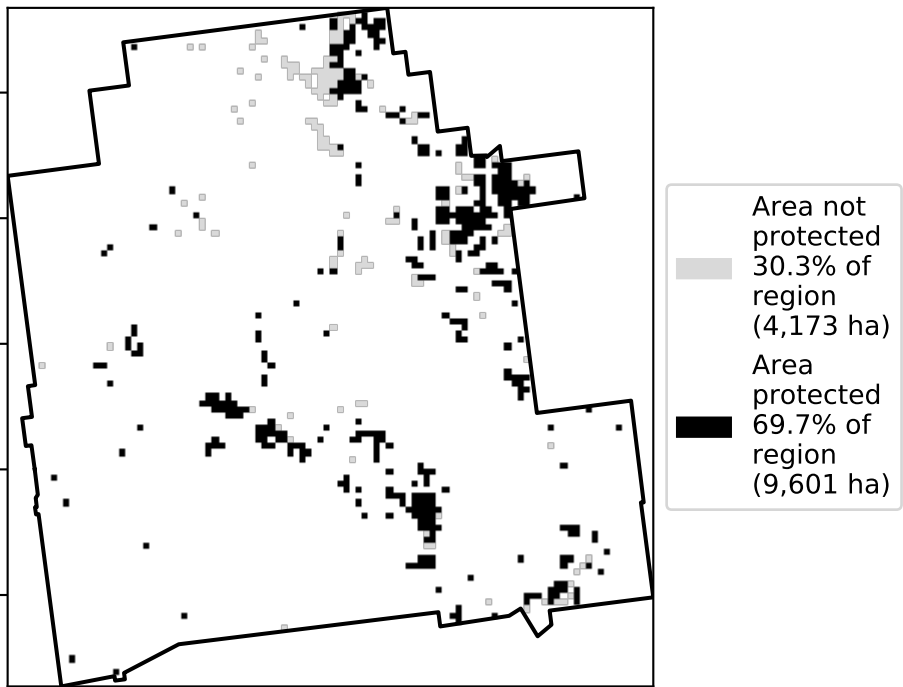 Area not
protected
30.3% of
region
(4,173 ha)
Area
protected
69.7% of
region
(9,601 ha)